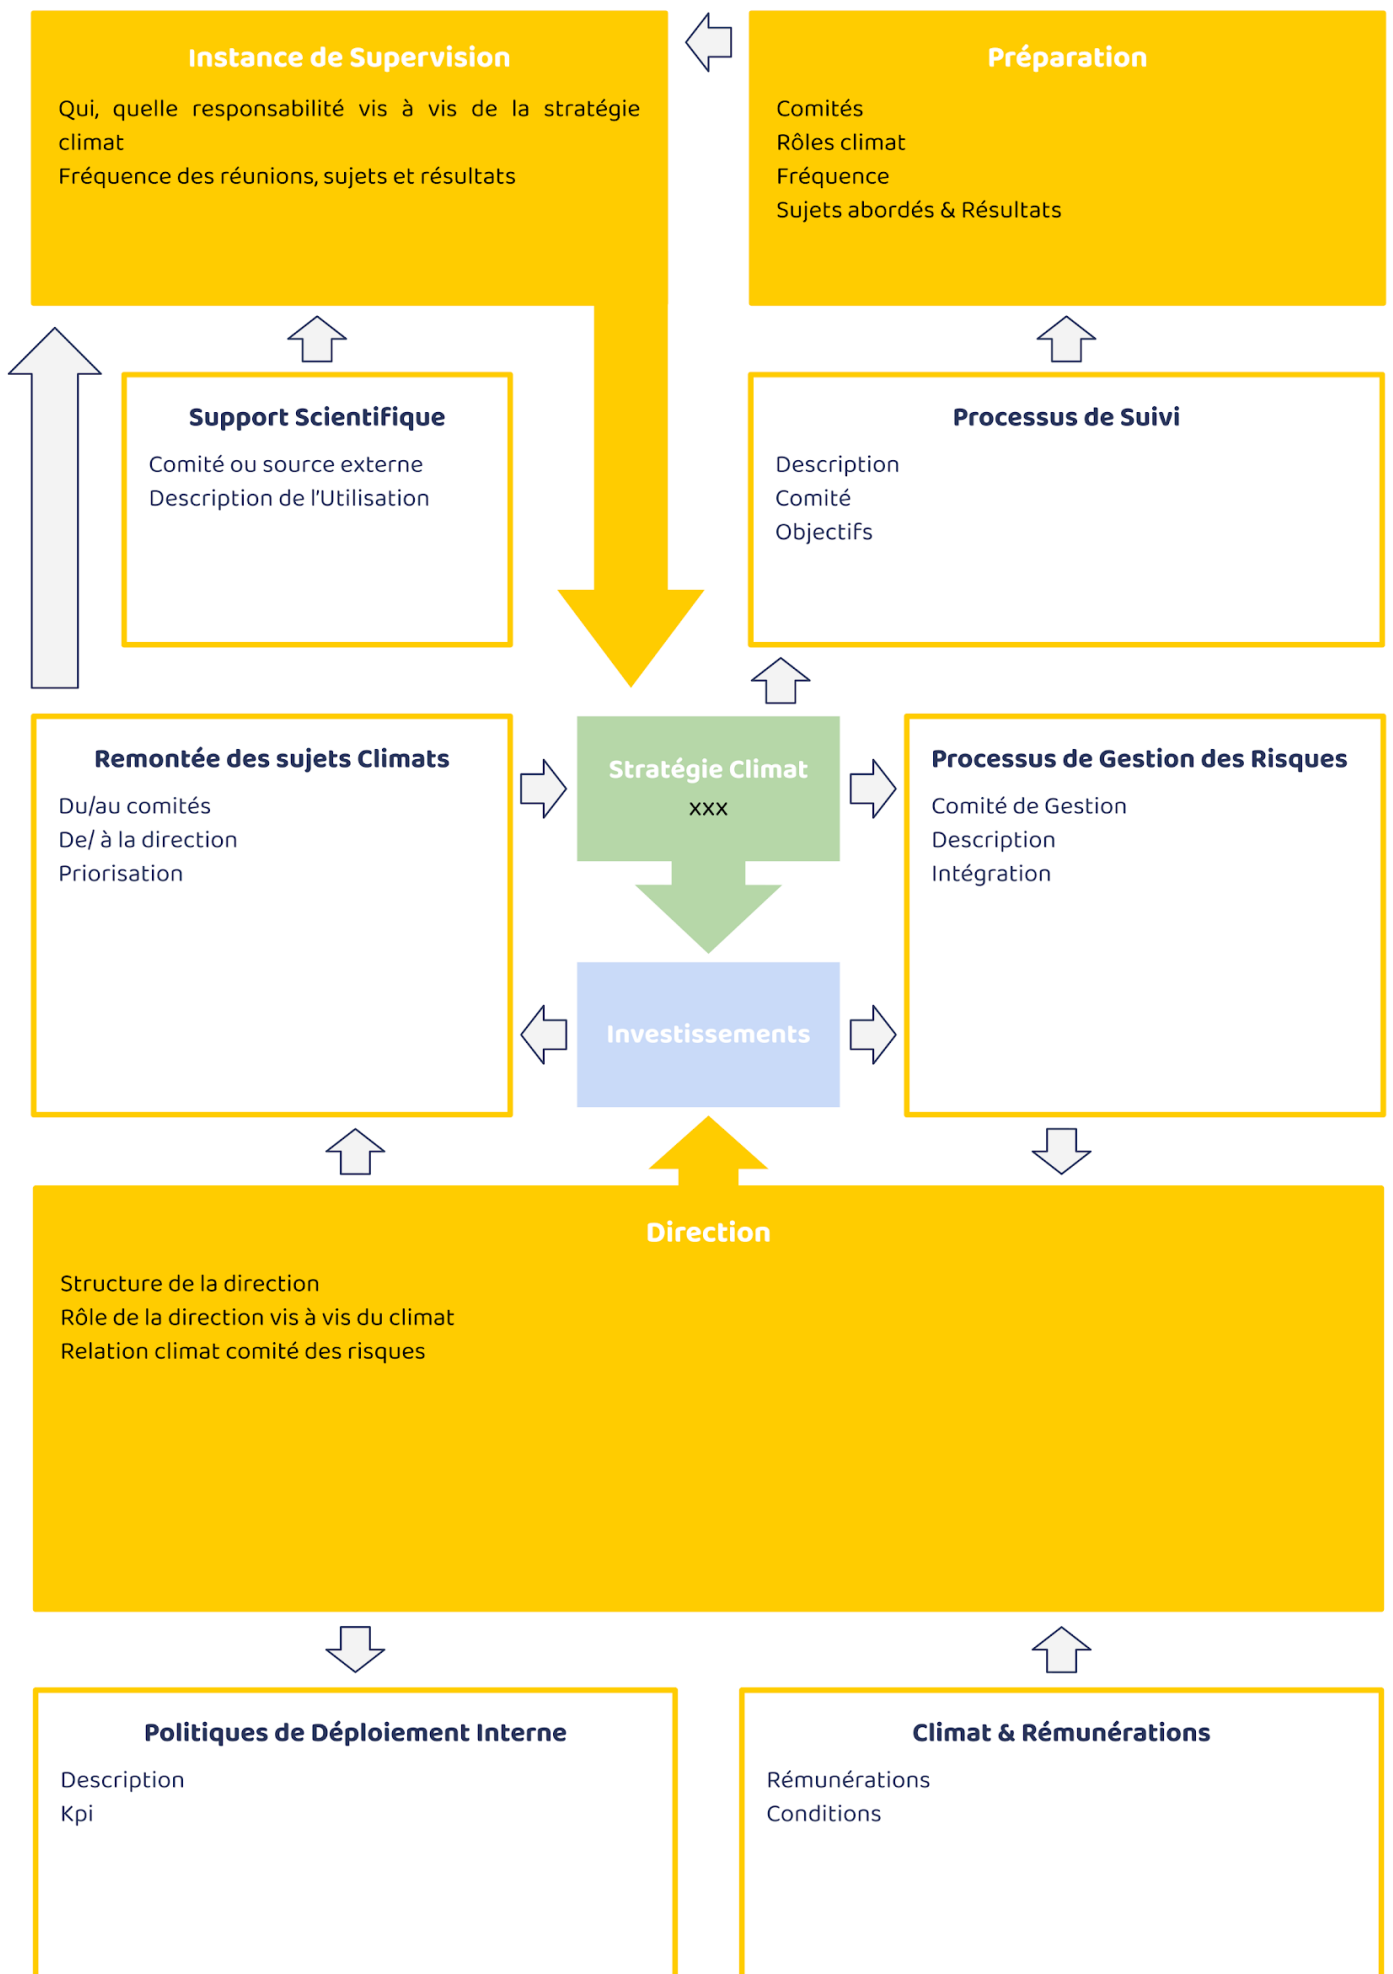 Instance de Supervision
Qui, quelle responsabilité vis à vis de la stratégie
climat
Fréquence des réunions, sujets et résultats
Préparation
Comités
Rôles climat
Fréquence
Sujets abordés & Résultats
Support Scientifique
Comité ou source externe
Description de l'Utilisation
Processus de Suivi
Description
Comité
Objectifs
Remontée des sujets Climats
Du/au comités
De/ à la direction
Priorisation
Stratégie Climat
xxx
Processus de Gestion des Risques
Comité de Gestion
Description
Intégration
Investissements
Direction
Structure de la direction
Rôle de la direction vis à vis du climat
Relation climat comité des risques
Politiques de Déploiement Interne
Description
Kpi
Climat & Rémunérations
Rémunérations
Conditions